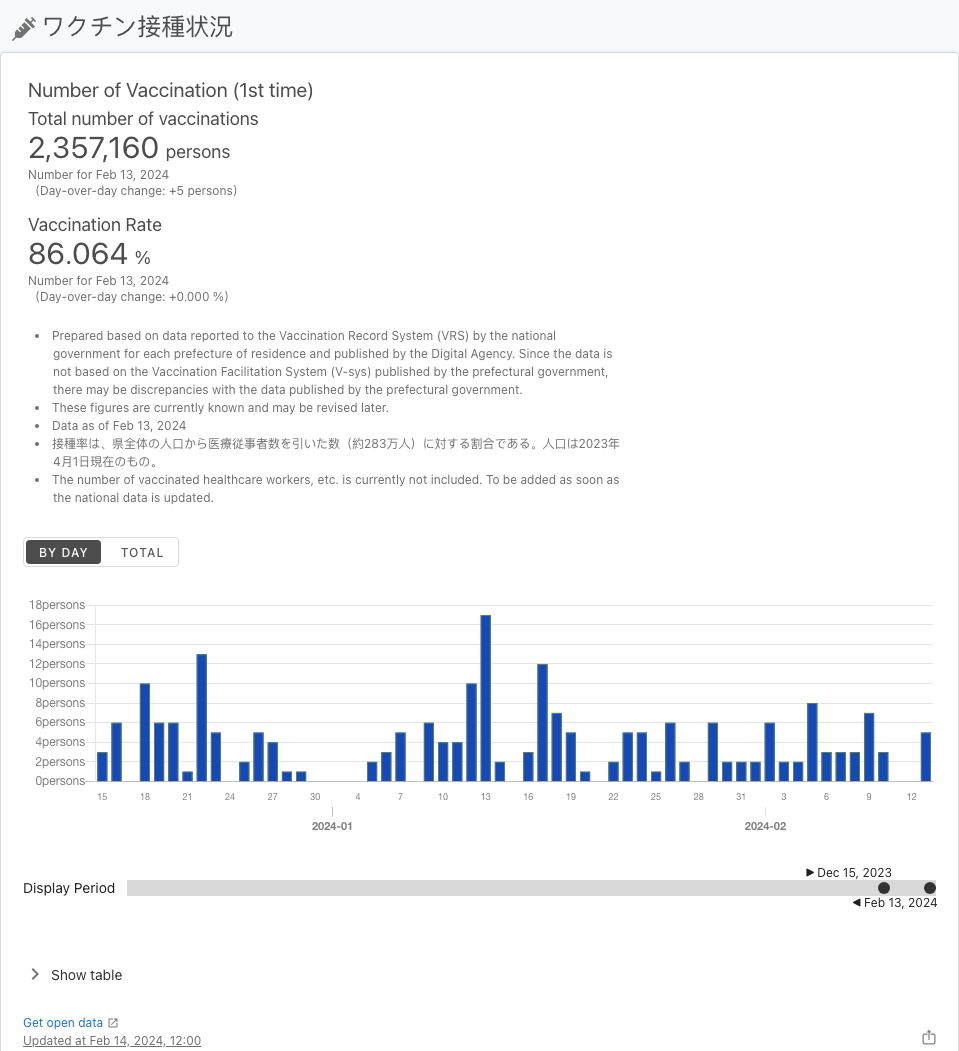 ワクチン接種状況
Number of Vaccination (1st time)
Total number of vaccinations
2,357,160 persons
Number for Feb 13, 2024
(Day-over-day change: +5 persons)
Vaccination Rate
86.064 %
Number for Feb 13, 2024
(Day-over-day change: +0.000 %)
• Prepared based on data reported to the Vaccination Record System (VRS) by the national
government for each prefecture of residence and published by the Digital Agency. Since the data is
not based on the Vaccination Facilitation System (V-sys) published by the prefectural government,
there may be discrepancies with the data published by the prefectural government.
• These figures are currently known and may be revised later.
• Data as of Feb 13, 2024
• 接種率は、県全体の人口から医療従事者数を引いた数（約283万人）に対する割合である。人口は2023年
4月1日現在のもの。
• The number of vaccinated healthcare workers, etc. is currently not included. To be added as soon as
the national data is updated.
BY DAY TOTAL
18persons
16persons
14persons
12persons
10persons
8persons
6persons
4persons
2persons
0persons
15 18 21 24 27 30 4 7 10 13 16 19 22 25 28 31 3 6 9 12
2024-01 2024-02
▶ Dec 15, 2023
Display Period
◀ Feb 13, 2024
Show table
Get open data
Updated at Feb 14, 2024, 12:00